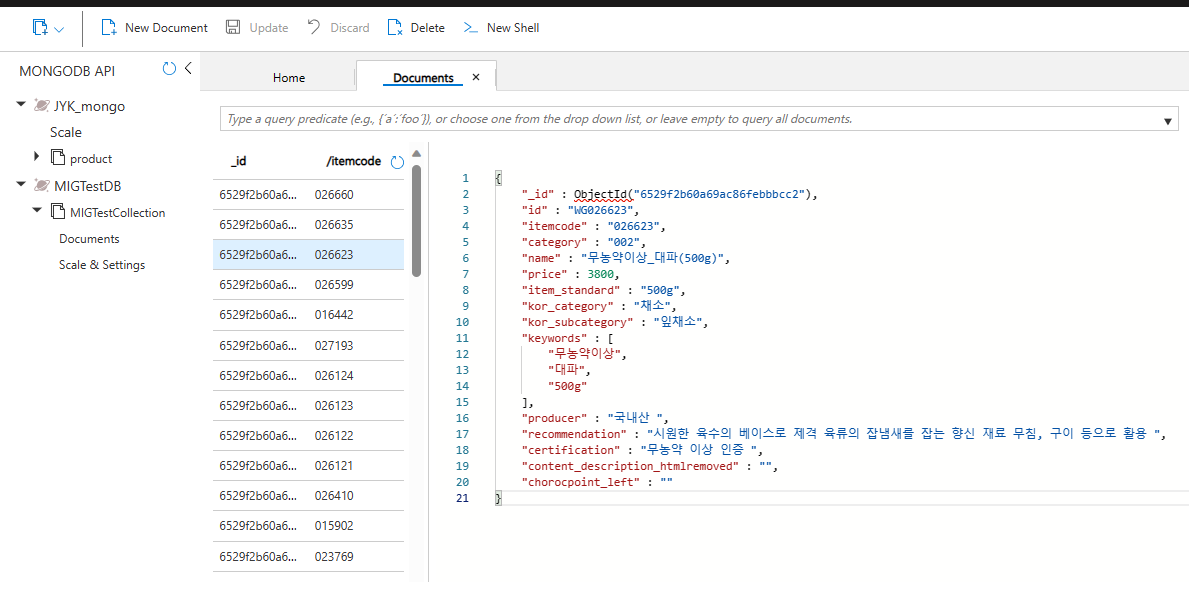 New Document
Update
Discard
Delete
New Shell
MONGODB API
Home
Documents
JYK_mongo
Scale
product
MIGTestDB
MIGTestCollection
Documents
Scale & Settings
Type a query predicate (e.g., {´a´:´foo´}), or choose one from the drop down list, or leave empty to query all documents.
_id /itemcode
6529f2b60a6... 026660
6529f2b60a6... 026635
6529f2b60a6... 026623
6529f2b60a6... 026599
6529f2b60a6... 016442
6529f2b60a6... 027193
6529f2b60a6... 026124
6529f2b60a6... 026123
6529f2b60a6... 026122
6529f2b60a6... 026121
6529f2b60a6... 026410
6529f2b60a6... 015902
6529f2b60a6... 023769
1 {
2 "_id" : ObjectId("6529f2b60a69ac86febbbcc2"),
3 "id" : "WG026623",
4 "itemcode" : "026623",
5 "category" : "002",
6 "name" : "무농약이상_대파(500g)",
7 "price" : 3800,
8 "item_standard" : "500g",
9 "kor_category" : "채소",
10 "kor_subcategory" : "잎채소",
11 "keywords" : [
12 "무농약이상",
13 "대파",
14 "500g"
15 ],
16 "producer" : "국내산 ",
17 "recommendation" : "시원한 육수의 베이스로 제격 육류의 잡냄새를 잡는 향신 재료 무침, 구이 등으로 활용 ",
18 "certification" : "무농약 이상 인증 ",
19 "content_description_htmlremoved" : "",
20 "chorocpoint_left" : ""
21 }